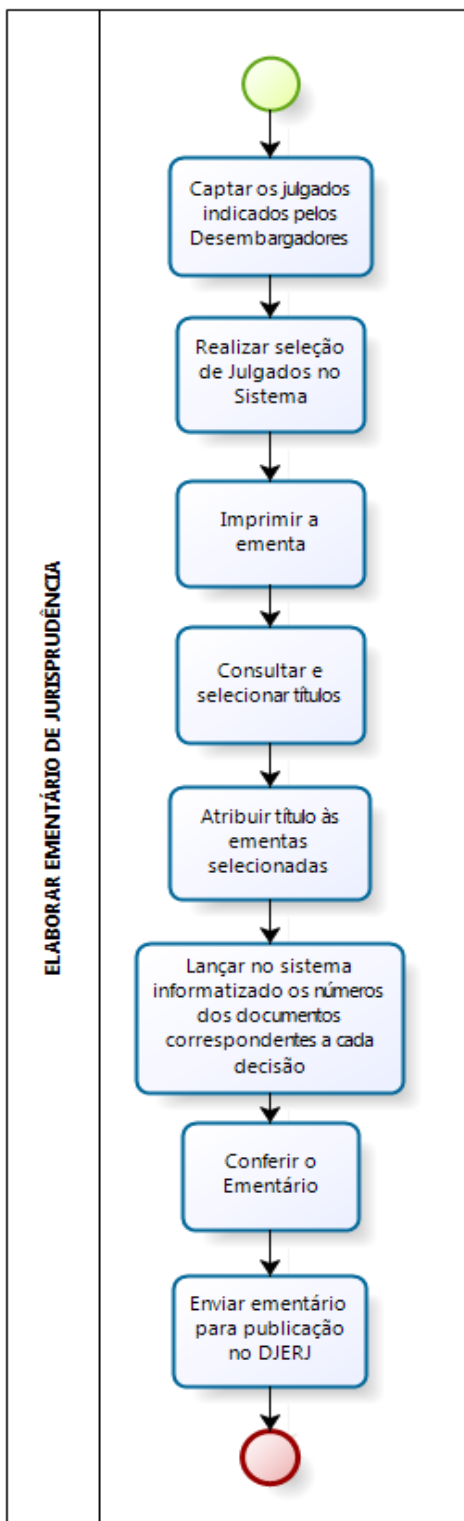 ELABORAR EMENTÁRIO DE JURISPRUDÊNCIA
Captar os julgados
indicados pelos
Desembargadores
Realizar seleção
de Julgados no
Sistema
Imprimir a
ementa
Consultar e
selecionar títulos
Atribuir título às
ementas
selecionadas
Lançar no sistema
informatizado os números
dos documentos
correspondentes a cada
decisão
Conferir o
Ementário
Enviar ementário
para publicação
no DJERJ